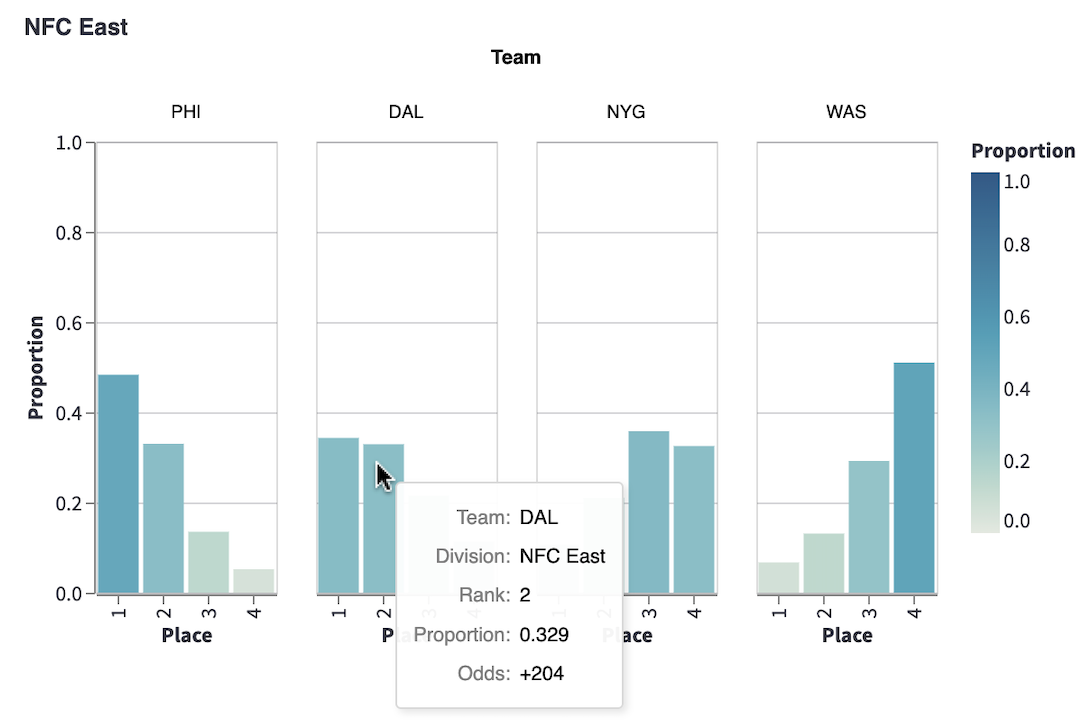 NFC East
Team
PHI DAL NYG WAS
Proportion
1.0
0.8
0.6
0.4
0.2
0.0
Proportion
1.0
0.8
0.6
0.4
0.2
0.0
1 2 3 4 1 2 3 1 2 3 4 1 2 3 4
Place Place Place
Team: DAL
Division: NFC East
Rank: 2
Proportion: 0.329
Odds: +204